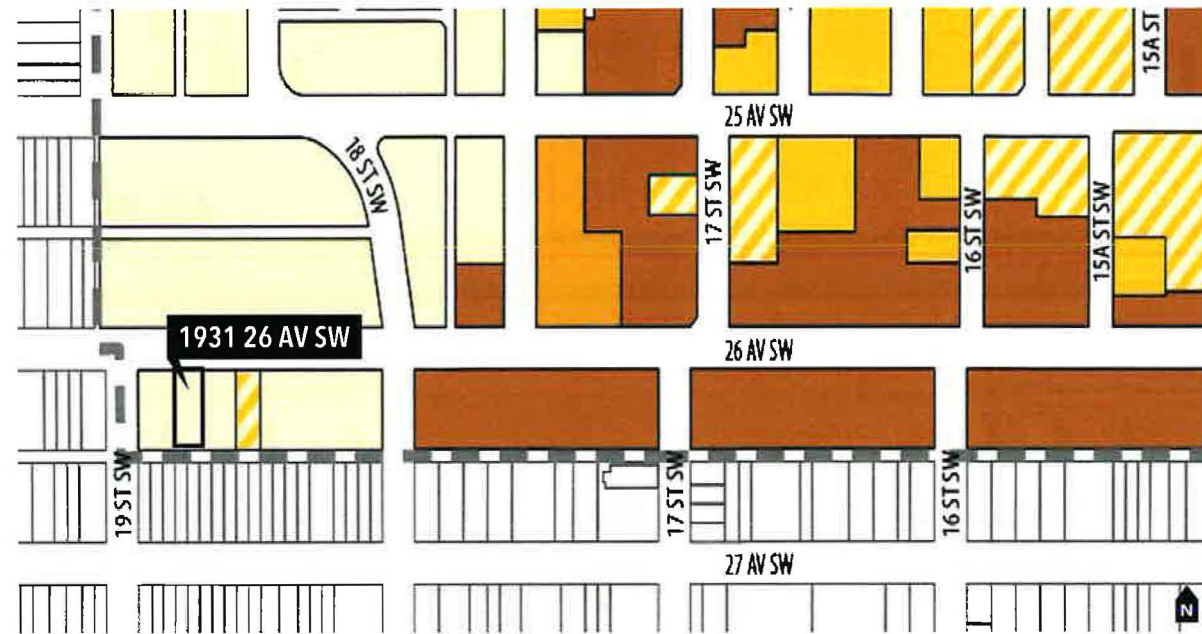 15A ST
25 AV SW
18 ST SW
17 ST SW
16 ST SW
15A ST SW
1931 26 AV SW
26 AV SW
19 ST SW
17 ST SW
16 ST SW
27 AV SW
N